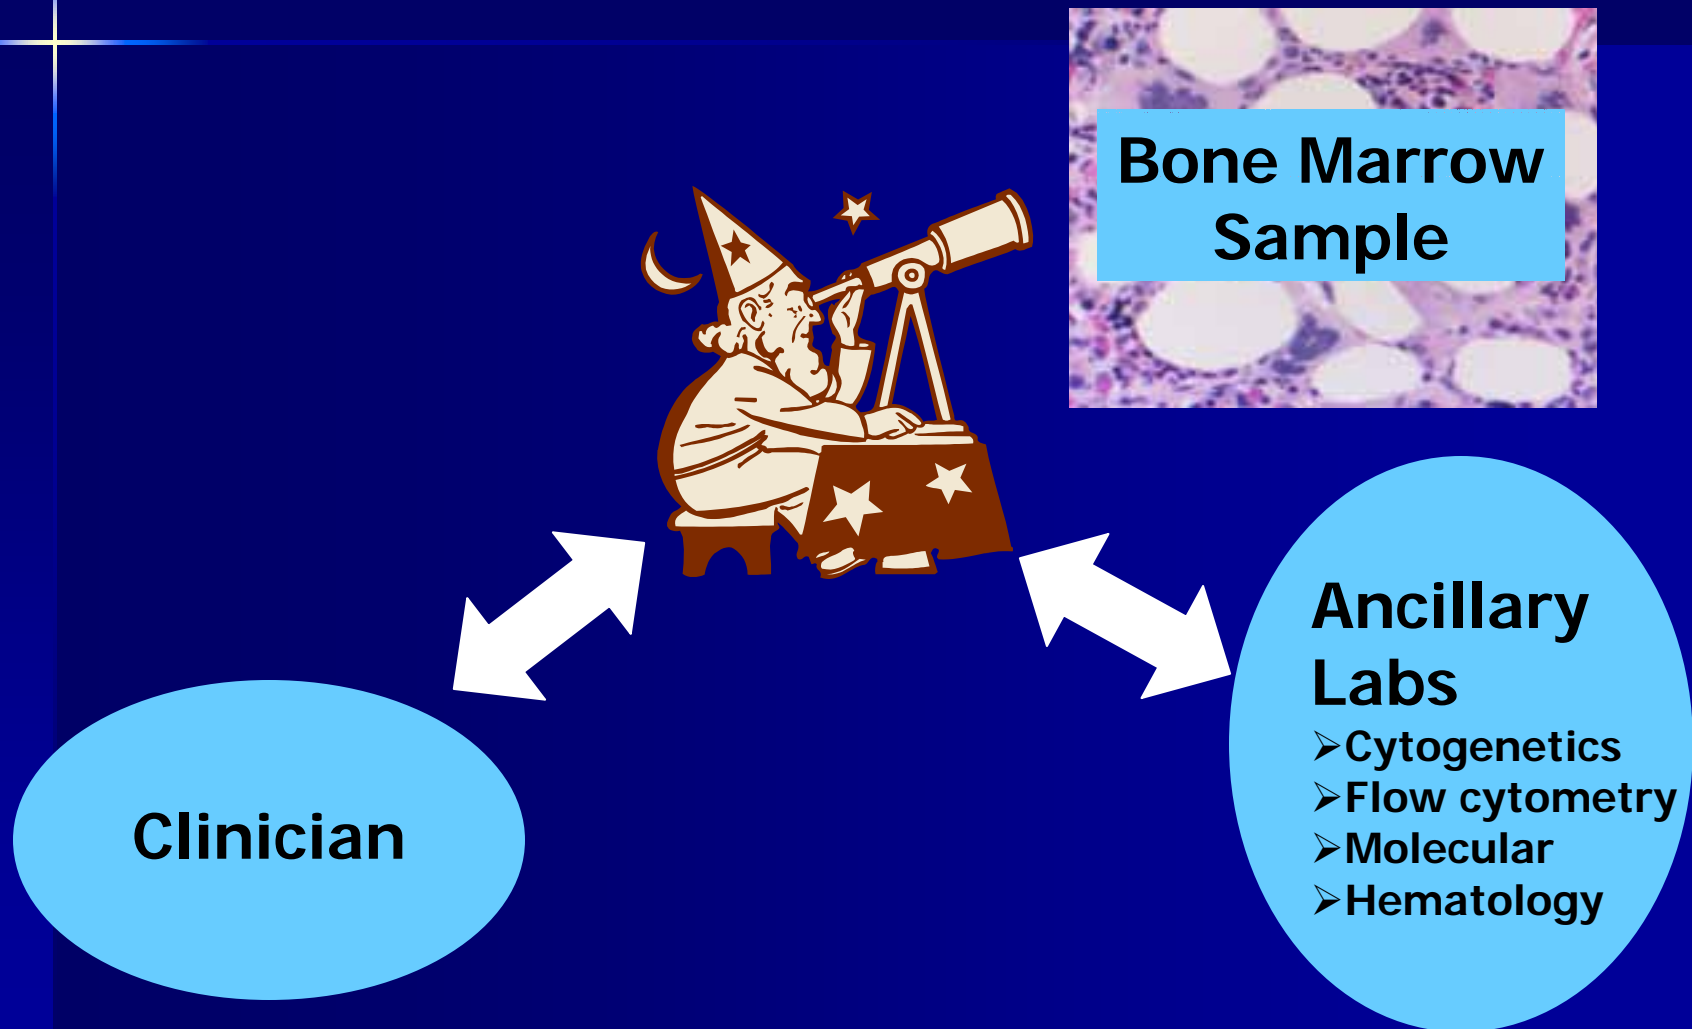 Bone Marrow
Sample
Ancillary
Labs
➢Cytogenetics
➢Flow cytometry
➢Molecular
➢Hematology
Clinician